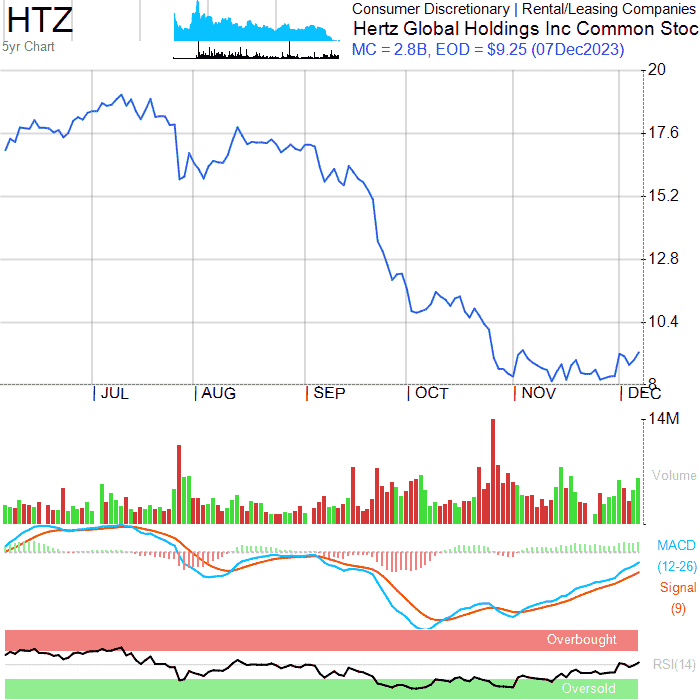 HTZ
5yr Chart
Consumer Discretionary | Rental/Leasing Companies
Hertz Global Holdings Inc Common Stoc
MC = 2.8B, EOD = $9.25 (07Dec2023)
20
17.6
15.2
12.8
10.4
8
JUL AUG SEP OCT NOV DEC
14M
Volume
MACD
(12-26)
Signal
(9)
Overbought
RSI(14)
Oversold